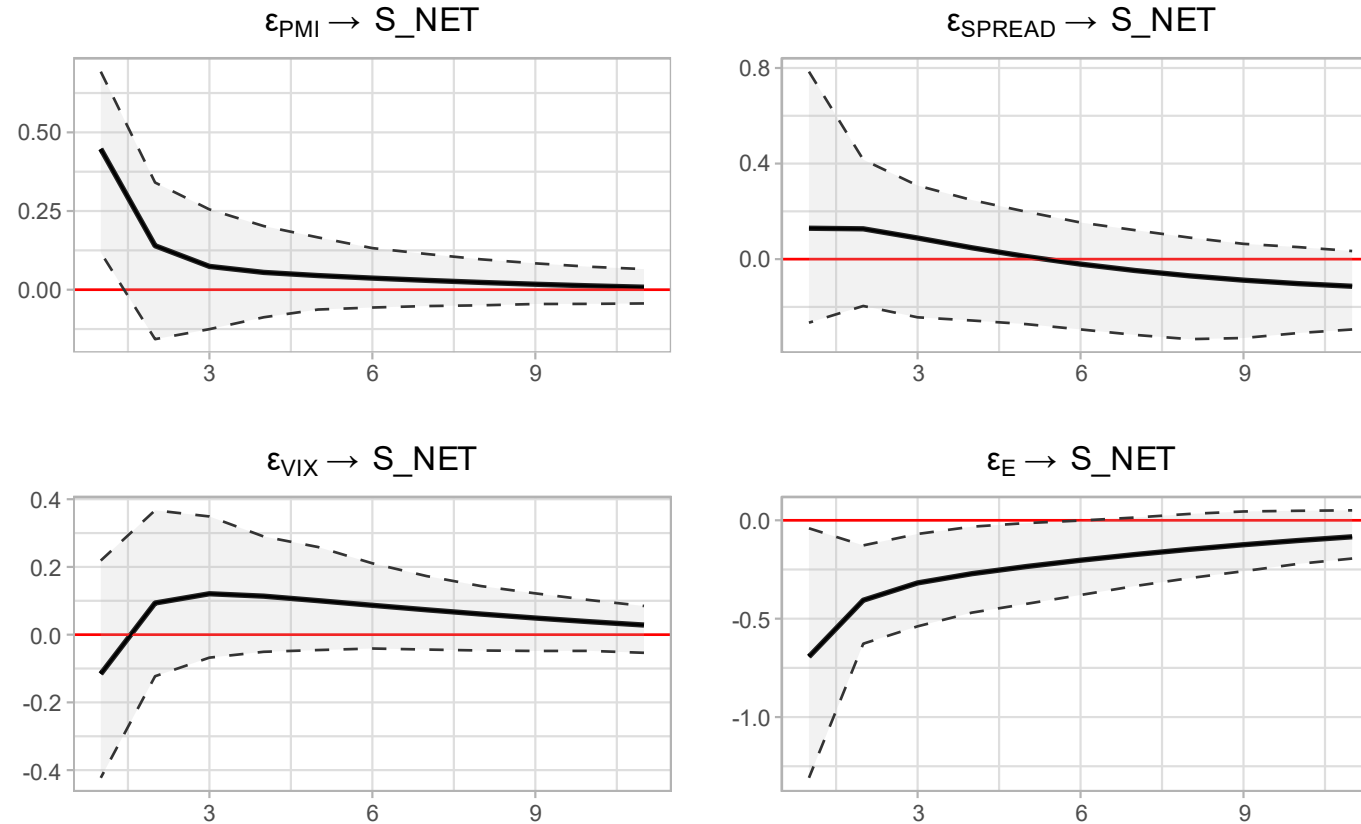 ε_PMI → S_NET
0.50
0.25
0.00
3 6 9
ε_SPREAD → S_NET
0.8
0.4
0.0
3 6 9
ε_VIX → S_NET
0.4
0.2
0.0
-0.2
-0.4
3 6 9
ε_E → S_NET
0.0
-0.5
-1.0
3 6 9